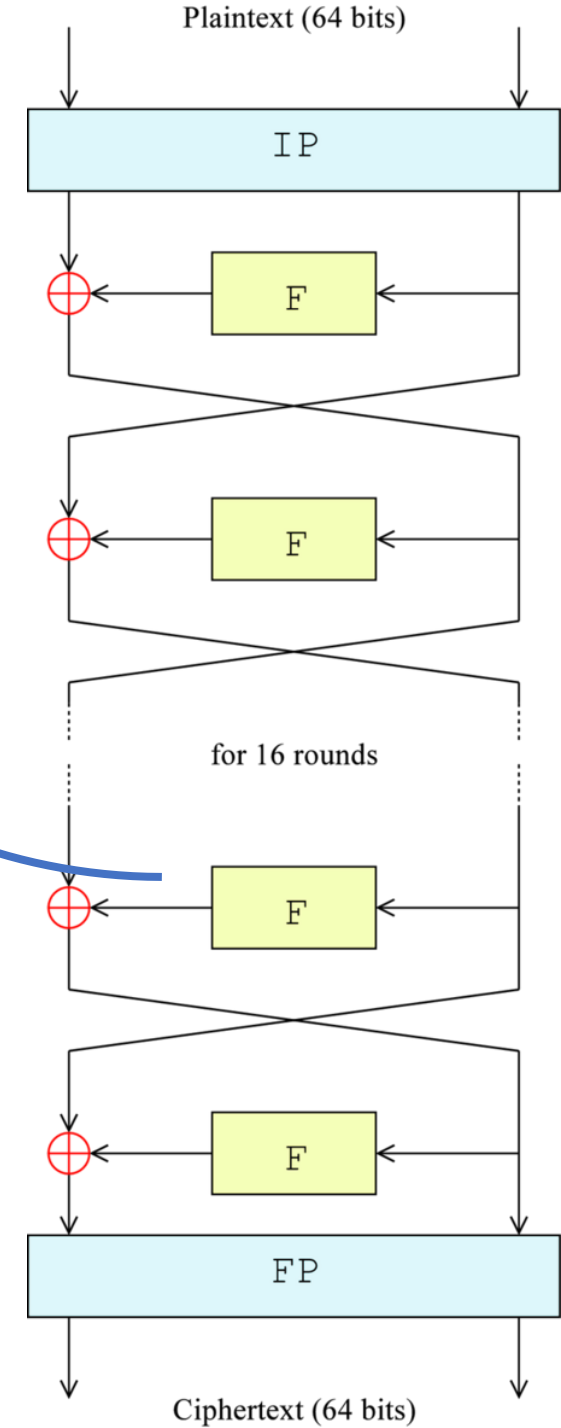 Plaintext (64 bits)
IP
F
F
for 16 rounds
F
F
FP
Ciphertext (64 bits)